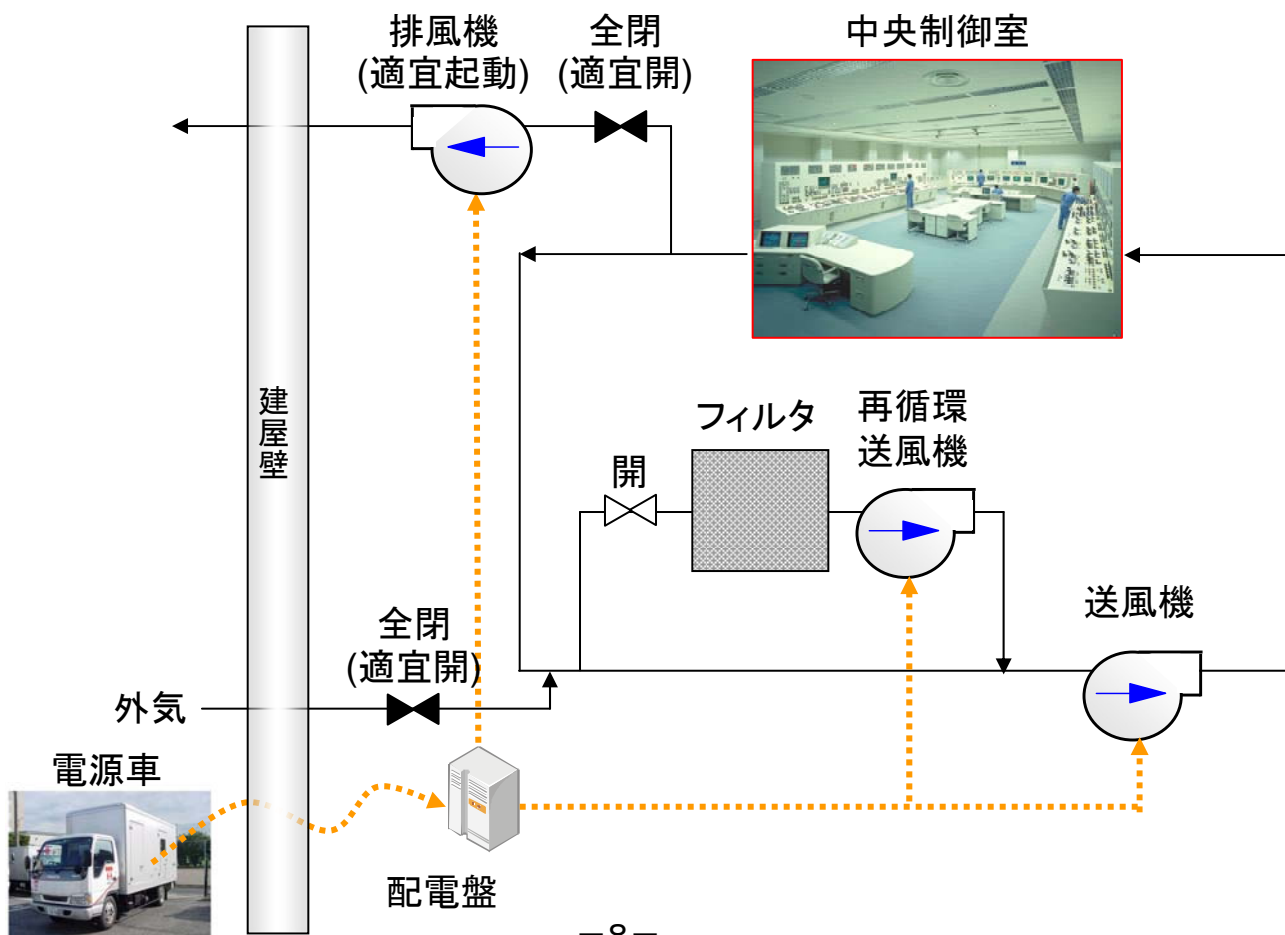 排風機
(適宜起動)
全閉
(適宜開)
中央制御室
建屋壁
フィルタ
再循環
送風機
開
送風機
全閉
(適宜開)
外気
電源車
配電盤
－8－